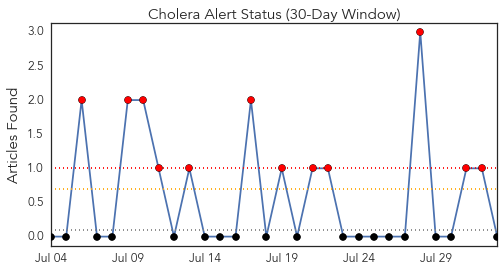 Cholera Alert Status (30-Day Window)
Articles Found
3.0
2.5
2.0
1.5
1.0
0.5
0.0
Jul 04 Jul 09 Jul 14 Jul 19 Jul 24 Jul 29